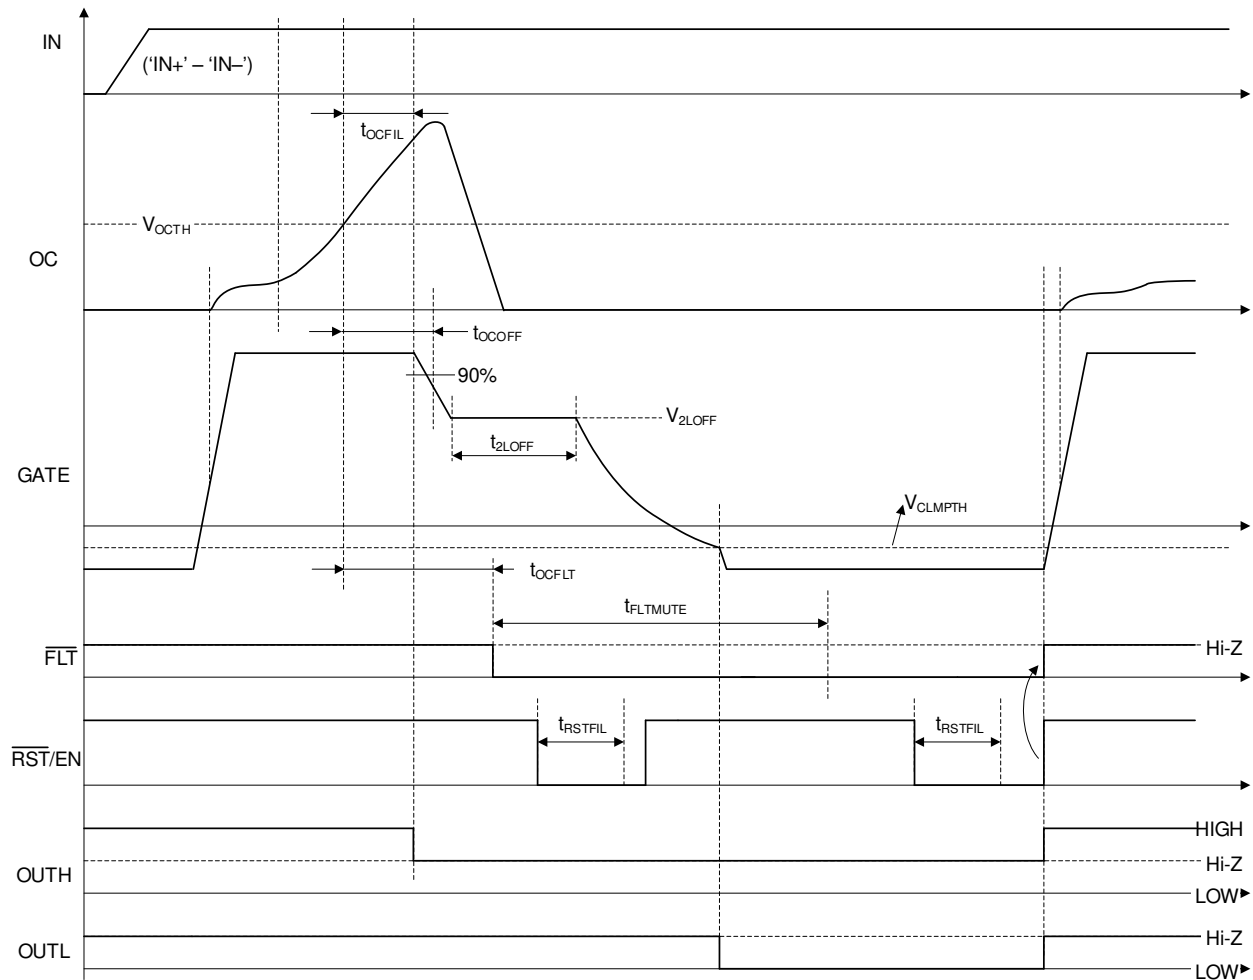 IN
('IN+' – 'IN–')
tOCFIL
VOCTH
OC
tOCOFF
90%
V2LOFF
t2LOFF
GATE
VCLMPTH
tOCFLT
tFLTMUTE
FLT
Hi-Z
tRSTFIL
tRSTFIL
RST/EN
HIGH
OUTH
Hi-Z
LOW
OUTL
Hi-Z
LOW